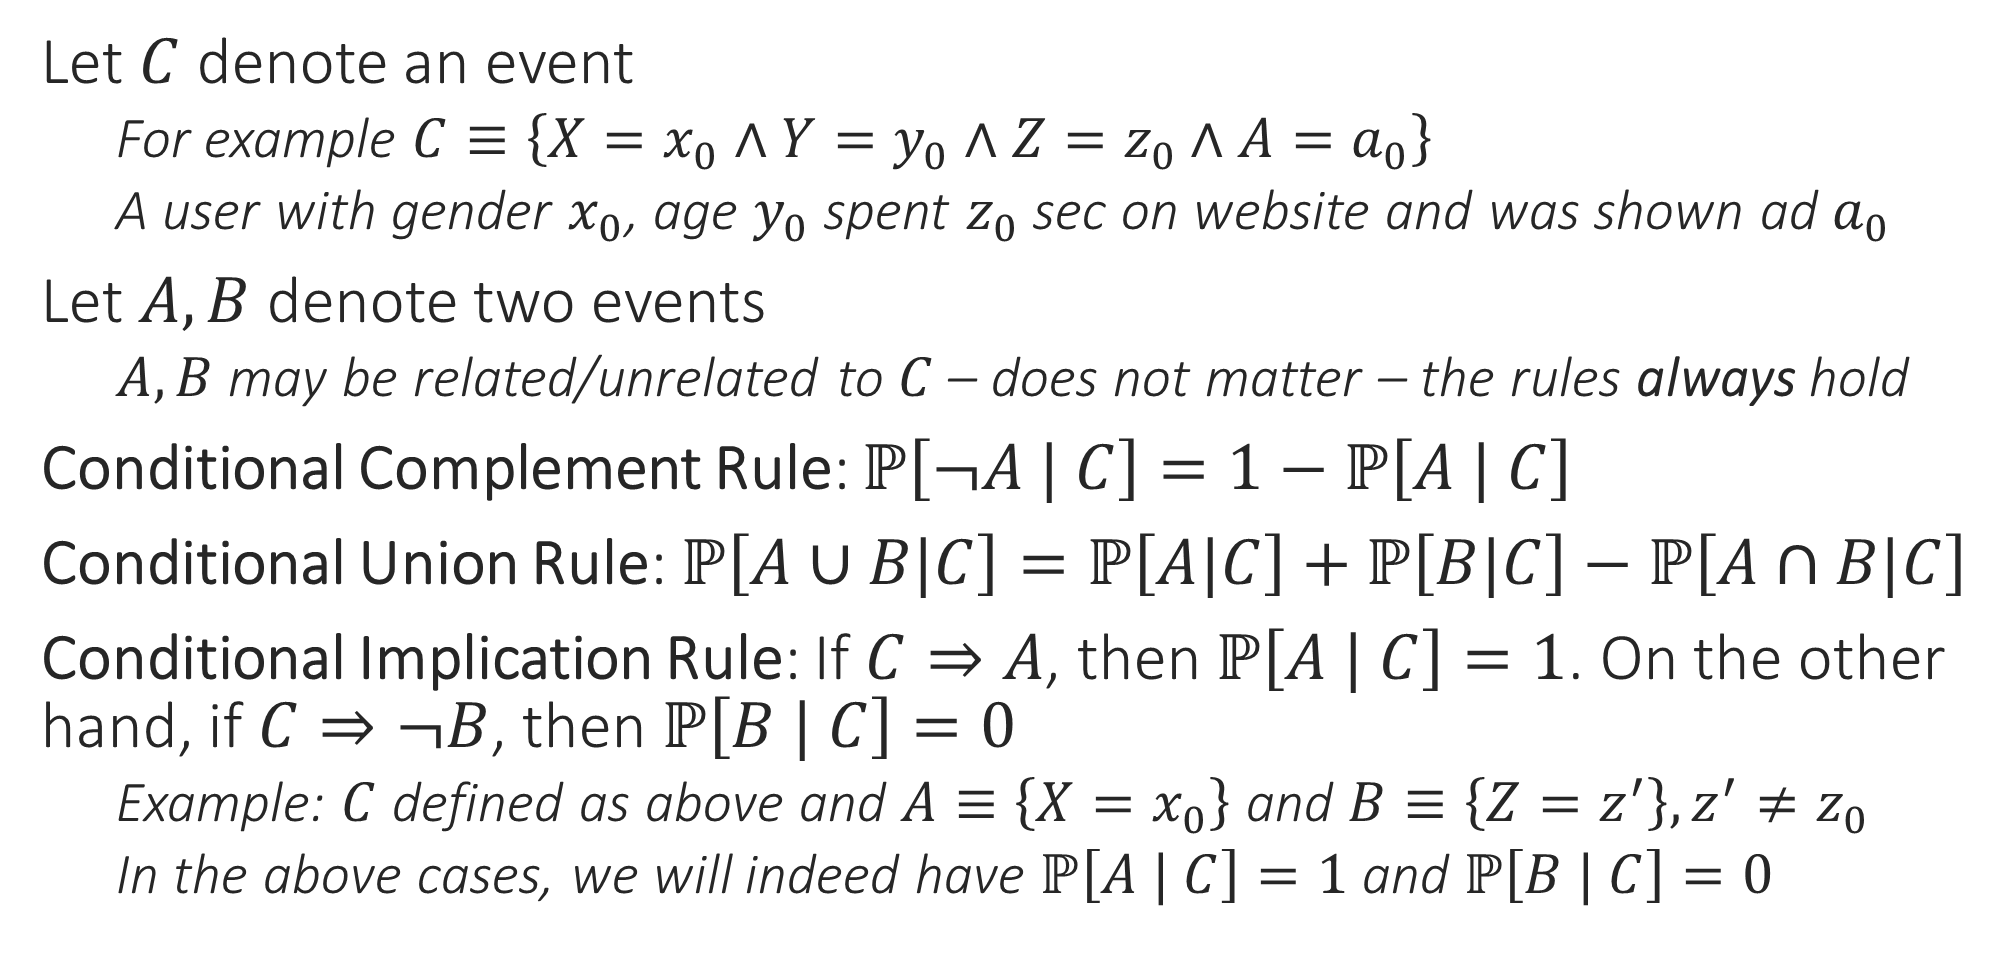 Let C denote an event
For example C ≡ {X = x₀ ∧ Y = y₀ ∧ Z = z₀ ∧ A = a₀}
A user with gender x₀, age y₀ spent z₀ sec on website and was shown ad a₀
Let A, B denote two events
A, B may be related/unrelated to C – does not matter – the rules always hold
Conditional Complement Rule: ℙ[¬A | C] = 1 − ℙ[A | C]
Conditional Union Rule: ℙ[A ∪ B|C] = ℙ[A|C] + ℙ[B|C] − ℙ[A ∩ B|C]
Conditional Implication Rule: If C ⇒ A, then ℙ[A | C] = 1. On the other
hand, if C ⇒ ¬B, then ℙ[B | C] = 0
Example: C defined as above and A ≡ {X = x₀} and B ≡ {Z = z′}, z′ ≠ z₀
In the above cases, we will indeed have ℙ[A | C] = 1 and ℙ[B | C] = 0